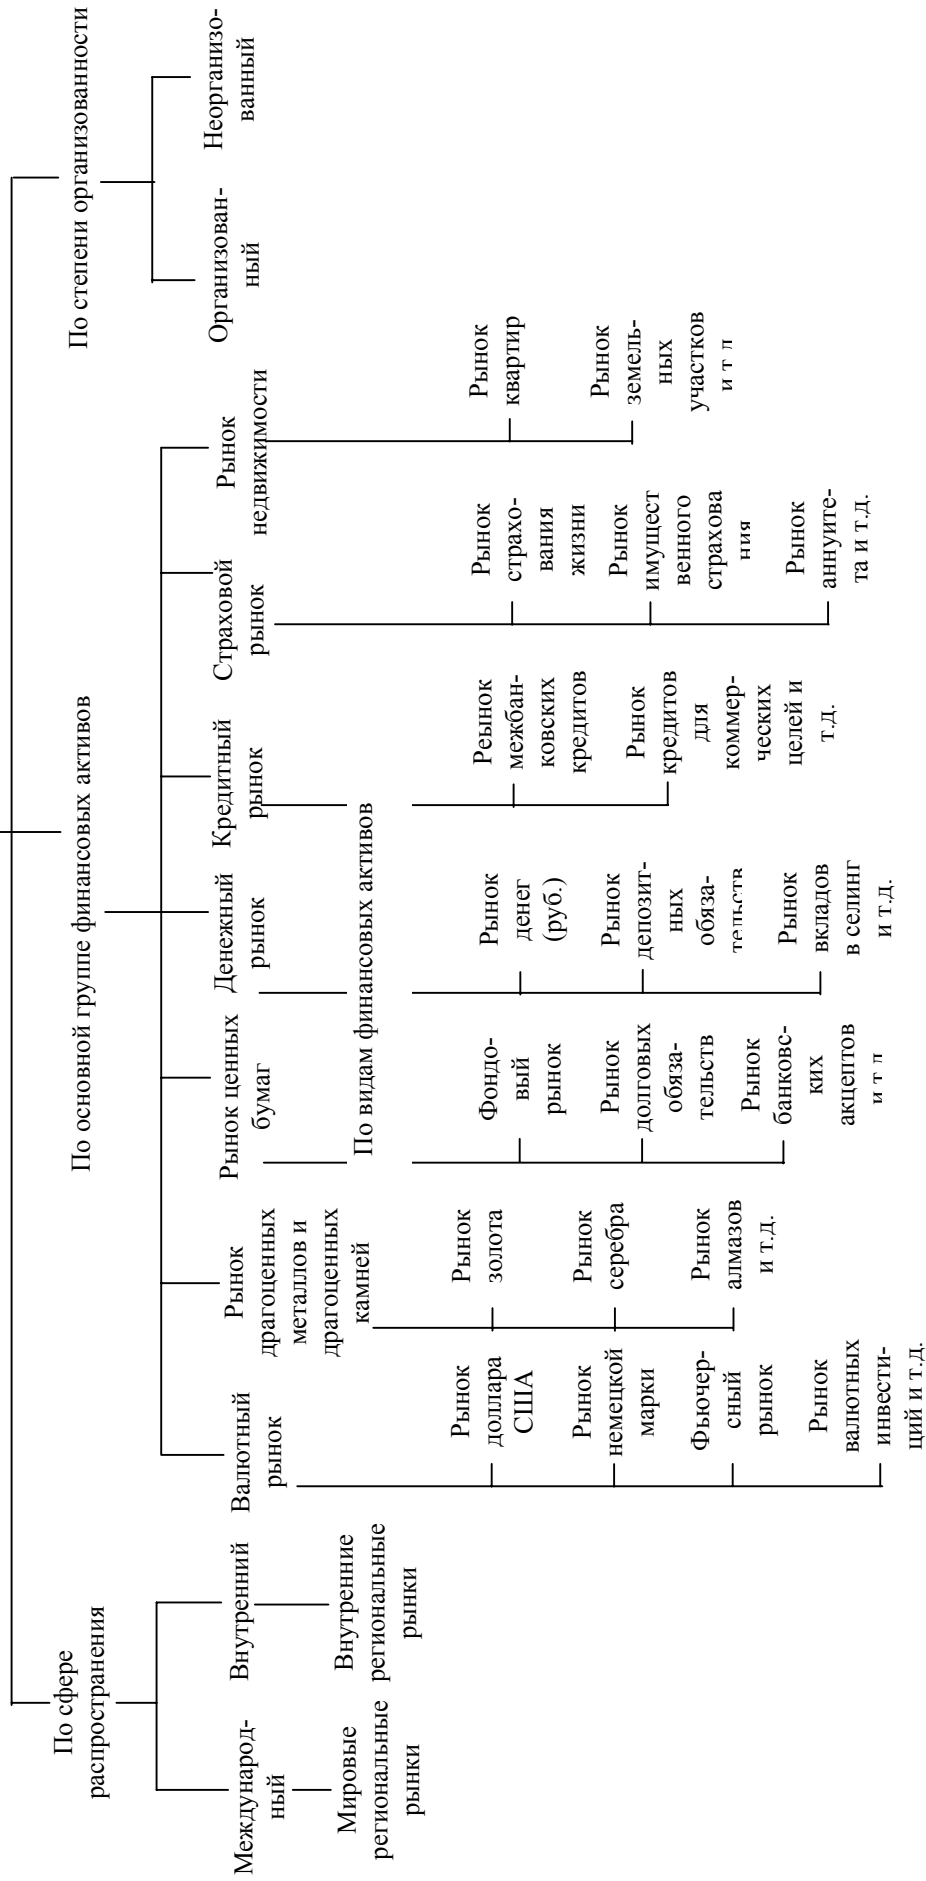 По сфере
распространения
Международ-
ный
Мировые
региональные
рынки
Внутренний
Внутренние
региональные
рынки
По основной группе финансовых активов
Валютный
рынок
Рынок
доллара
США
Рынок
немецкой
марки
Фьючер-
сный
рынок
Рынок
валютных
инвести-
ций и т.д.
Рынок
драгоценных
металлов и
драгоценных
камней
Рынок
золота
Рынок
серебра
Рынок
алмазов
и т.д.
Рынок ценных
бумаг
По видам финансовых активов
Фондо-
вый
рынок
Рынок
долговых
обяза-
тельств
Рынок
банковс-
ких
акцептов
и т д
Денежный
рынок
Рынок
денег
(руб.)
Рынок
депозит-
ных
обяза-
тельств
Рынок
вкладов
в селинг
и т.д.
Кредитный
рынок
Реынок
межбан-
ковских
кредитов
Рынок
кредитов
для
коммер-
ческих
целей и
т.д.
Страховой
рынок
Рынок
страхо-
вания
жизни
Рынок
имущест
венного
страхова
ния
Рынок
аннуите-
та и т.д.
Рынок
недвижимости
Рынок
квартир
Рынок
земель-
ных
участков
и т д
По степени организованности
Организован-
ный
Неорганизо-
ванный